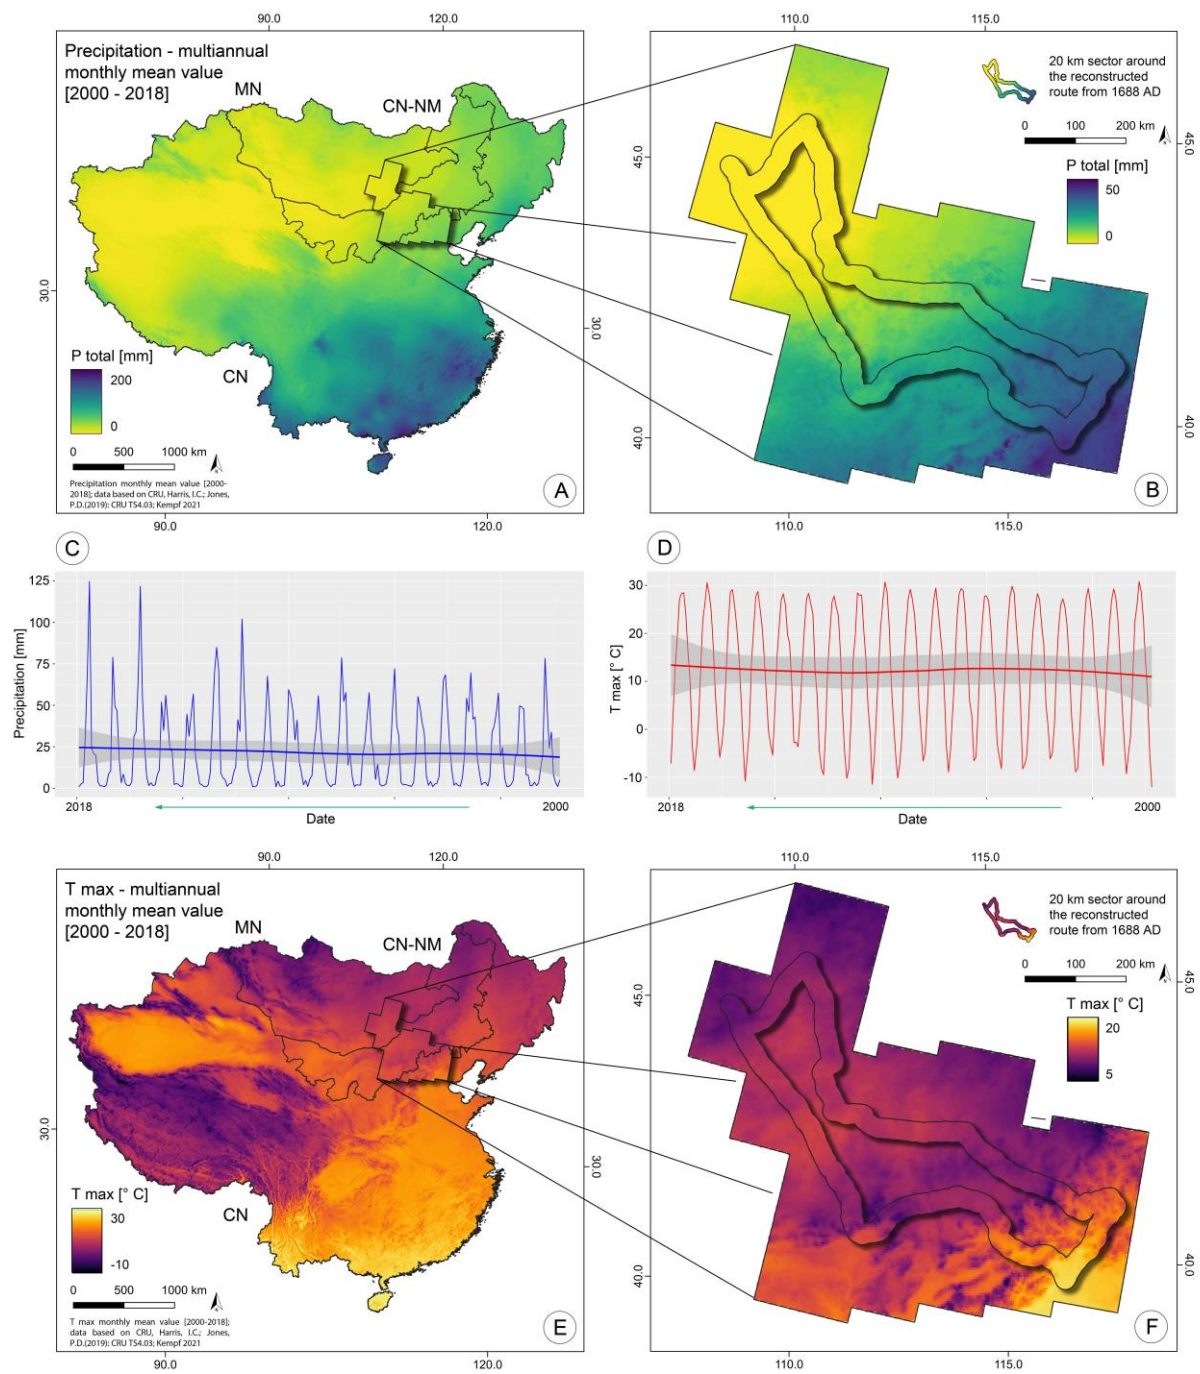 90.0
120.0
110.0
115.0
Precipitation - multiannual
monthly mean value
[2000 - 2018]
MN
CN-NM
CN
30.0
30.0
P total [mm]
200
0
0 500 1000 km
Precipitation monthly mean value [2000-
2018]; data based on CRU, Harris, I.C.; Jones,
P.D.(2019): CRU TS4.03; Kempf 2021
A
90.0
120.0
20 km sector around
the reconstructed
route from 1688 AD
0 100 200 km
P total [mm]
50
0
45.0
45.0
40.0
40.0
B
110.0
115.0
C
Precipitation [mm]
125
100
75
50
25
0
2018
2000
Date
D
T max [° C]
30
20
10
0
-10
2018
2000
Date
90.0
120.0
110.0
115.0
T max - multiannual
monthly mean value
[2000 - 2018]
MN
CN-NM
CN
30.0
30.0
T max [° C]
30
-10
0 500 1000 km
T max monthly mean value [2000-2018];
data based on CRU, Harris, I.C.; Jones,
P.D.(2019): CRU TS4.03; Kempf 2021
E
90.0
120.0
20 km sector around
the reconstructed
route from 1688 AD
0 100 200 km
T max [° C]
20
5
45.0
45.0
40.0
40.0
F
110.0
115.0